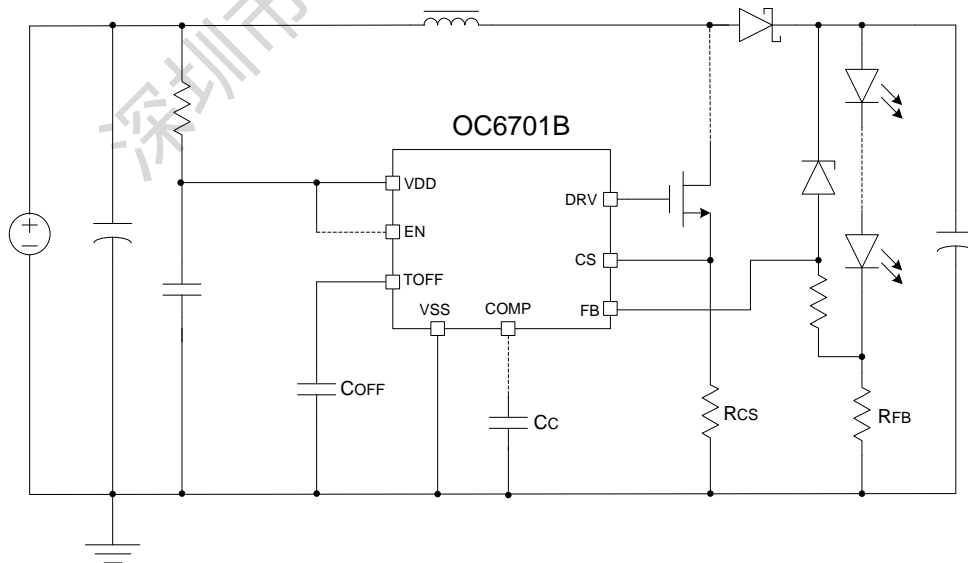 深圳市
OC6701B
VDD
DRV
EN
CS
TOFF
VSS
COMP
FB
COFF
CC
RCS
RFB